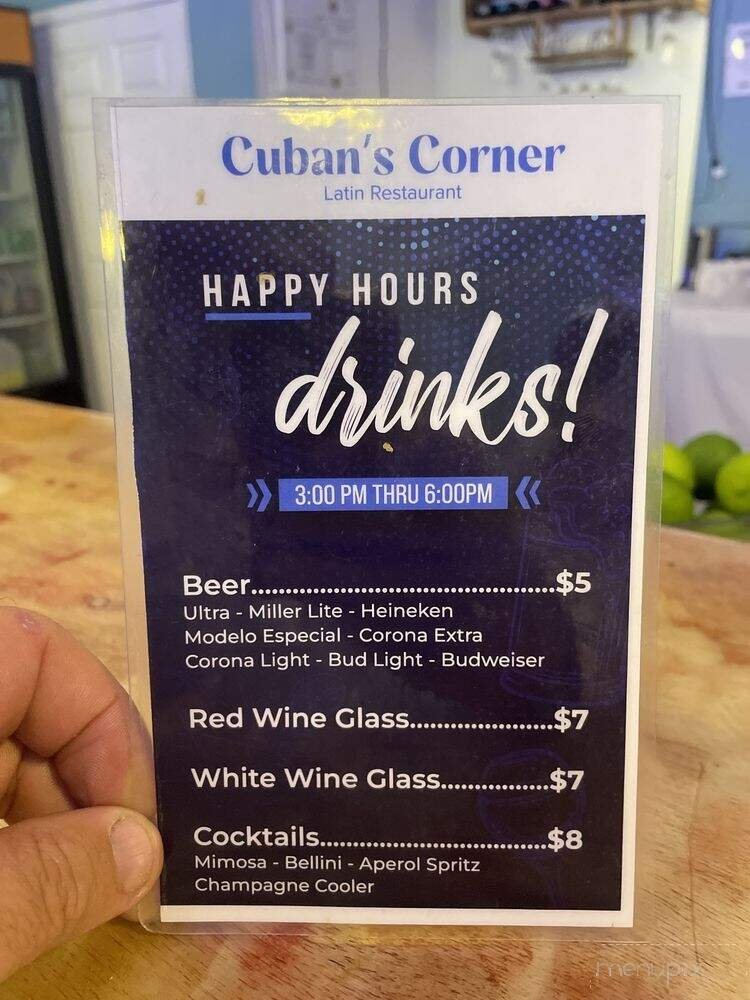 Cuban's Corner
Latin Restaurant
HAPPY HOURS
drinks!
3:00 PM THRU 6:00PM
Beer..............................................$5
Ultra - Miller Lite - Heineken
Modelo Especial - Corona Extra
Corona Light - Bud Light - Budweiser
Red Wine Glass......................$7
White Wine Glass.................$7
Cocktails...................................$8
Mimosa - Bellini - Aperol Spritz
Champagne Cooler
menupix